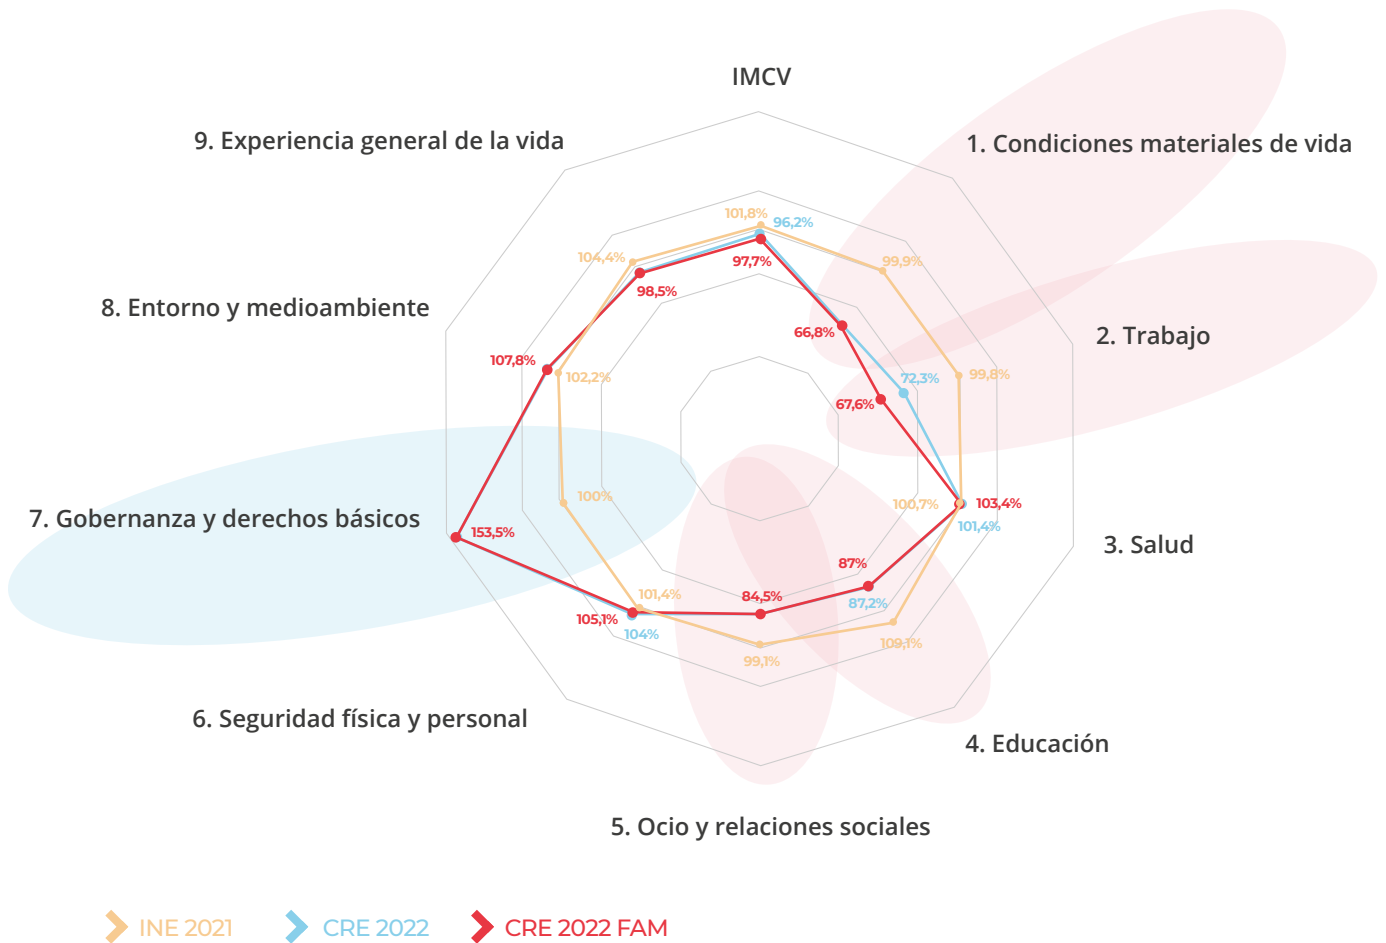 IMCV
9. Experiencia general de la vida
1. Condiciones materiales de vida
101,8%
96,2%
104,4%
97,7%
99,9%
98,5%
8. Entorno y medioambiente
2. Trabajo
66,8%
107,8%
102,2%
72,3%
99,8%
67,6%
7. Gobernanza y derechos básicos
100%
153,5%
100,7%
103,4%
101,4%
3. Salud
87%
101,4%
84,5%
87,2%
105,1%
104%
109,1%
99,1%
6. Seguridad física y personal
4. Educación
5. Ocio y relaciones sociales
INE 2021
CRE 2022
CRE 2022 FAM